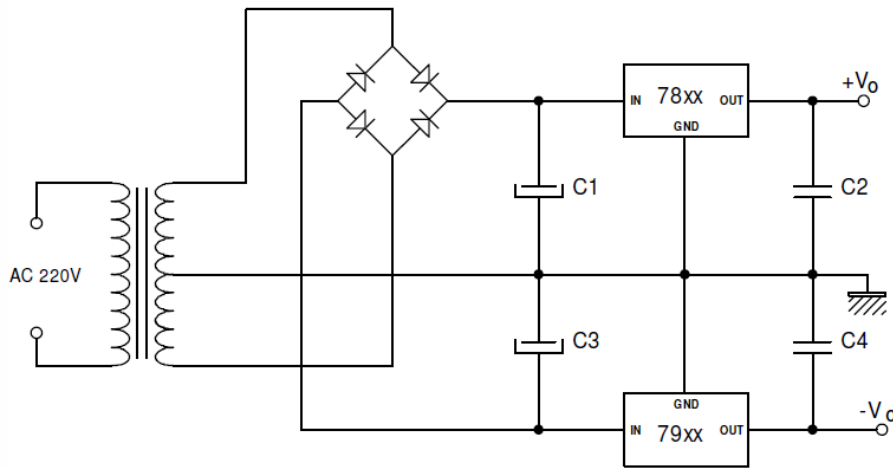 +Vo
IN 78xx OUT
GND
C1
C2
AC 220V
C3
C4
GND
IN 79xx OUT
-Vo